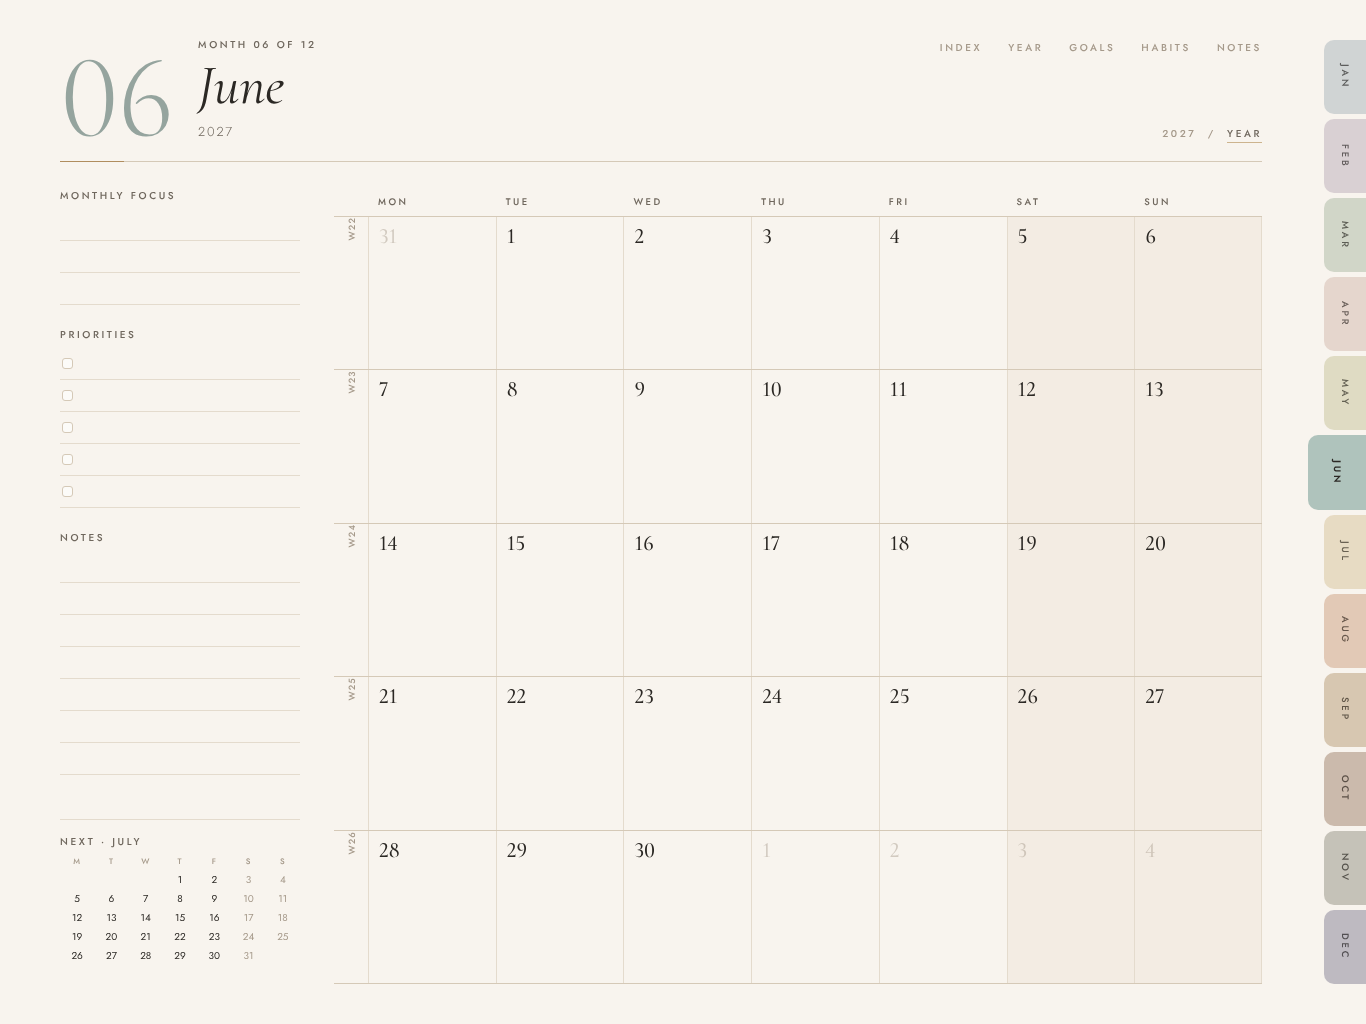 MONTH 06 OF 12
06
June
2027
INDEX YEAR GOALS HABITS NOTES
2027 / YEAR
MONTHLY FOCUS
PRIORITIES
NOTES
NEXT · JULY
M T W T F S S
1 2 3 4
5 6 7 8 9 10 11
12 13 14 15 16 17 18
19 20 21 22 23 24 25
26 27 28 29 30 31
MON TUE WED THU FRI SAT SUN
W22 31 1 2 3 4 5 6
W23 7 8 9 10 11 12 13
W24 14 15 16 17 18 19 20
W25 21 22 23 24 25 26 27
W26 28 29 30 1 2 3 4
JAN
FEB
MAR
APR
MAY
JUN
JUL
AUG
SEP
OCT
NOV
DEC